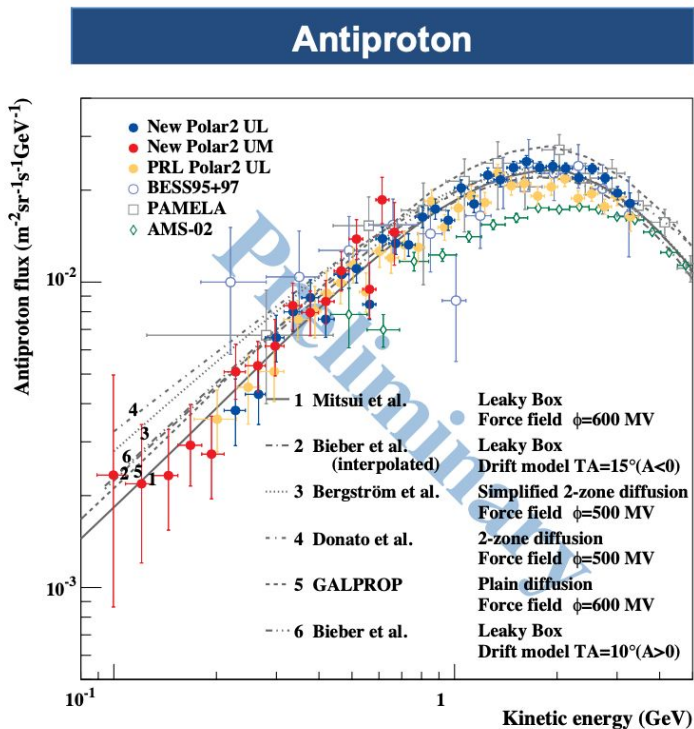 Antiproton
Antiproton flux (m-2sr-1s-1GeV-1)
New Polar2 UL
New Polar2 UM
PRL Polar2 UL
BESS95+97
PAMELA
AMS-02
10-2
10-3
Preliminary
4
3
6
2 5 1
1 Mitsui et al. Leaky Box
Force field ϕ=600 MV
2 Bieber et al. Leaky Box
(interpolated) Drift model TA=15°(A<0)
3 Bergström et al. Simplified 2-zone diffusion
Force field ϕ=500 MV
4 Donato et al. 2-zone diffusion
Force field ϕ=500 MV
5 GALPROP Plain diffusion
Force field ϕ=600 MV
6 Bieber et al. Leaky Box
Drift model TA=10°(A>0)
10-1 1
Kinetic energy (GeV)